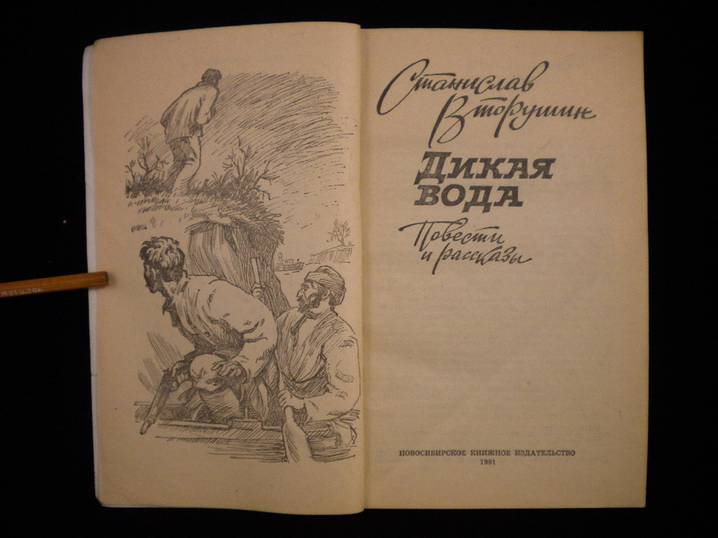 Станислав
Вторушин
ДИКАЯ
ВОДА
Повести
и рассказы
НОВОСИБИРСКОЕ КНИЖНОЕ ИЗДАТЕЛЬСТВО
1991